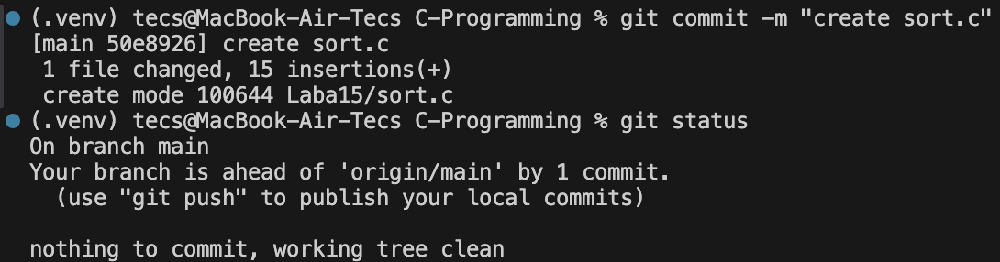 (.venv) tecs@MacBook-Air-Tecs C-Programming % git commit -m "create sort.c"
[main 50e8926] create sort.c
 1 file changed, 15 insertions(+)
 create mode 100644 Laba15/sort.c
(.venv) tecs@MacBook-Air-Tecs C-Programming % git status
On branch main
Your branch is ahead of 'origin/main' by 1 commit.
  (use "git push" to publish your local commits)

nothing to commit, working tree clean